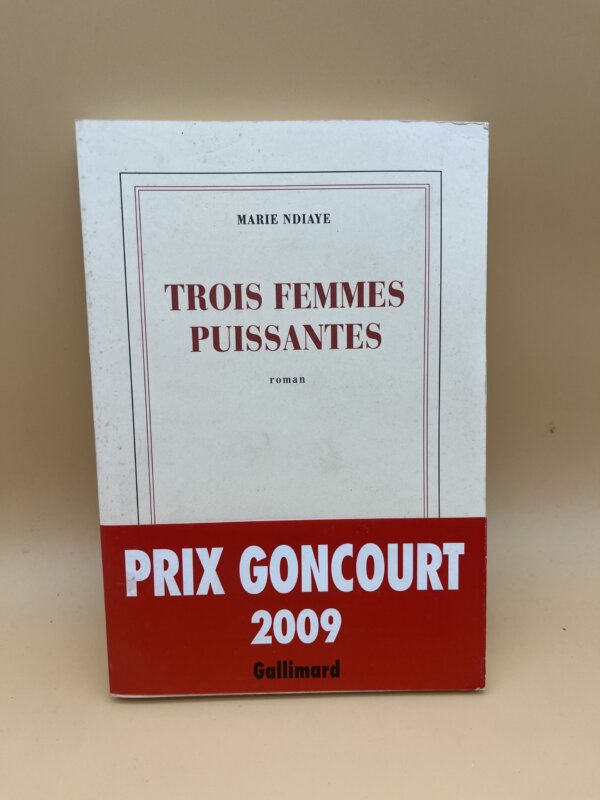 MARIE NDIAYE
TROIS FEMMES
PUISSANTES
roman
PRIX GONCOURT
2009
Gallimard